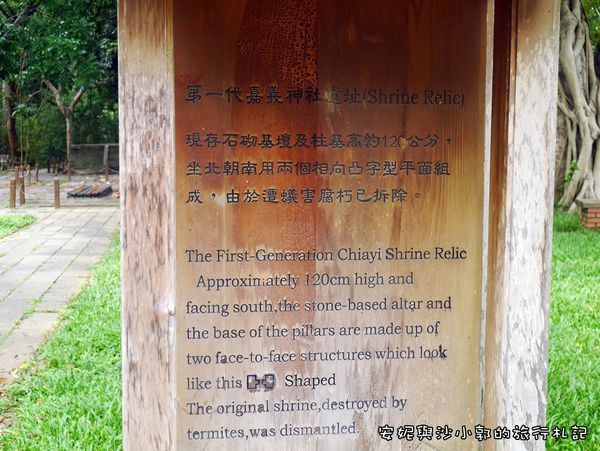 第一代嘉義神社遺址(Shrine Relic)
現存石砌基壇及柱基高約120公分，
坐北朝南用兩個相向凸字型平面組
成，由於遭蟻害腐朽已拆除。
The First-Generation Chiayi Shrine Relic
Approximately 120cm high and
facing south,the stone-based altar and
the base of the pillars are made up of
two face-to-face structures which look
like this Shaped
The original shrine,destroyed by
termites,was dismantled.
安妮與沙小郭的旅行札記